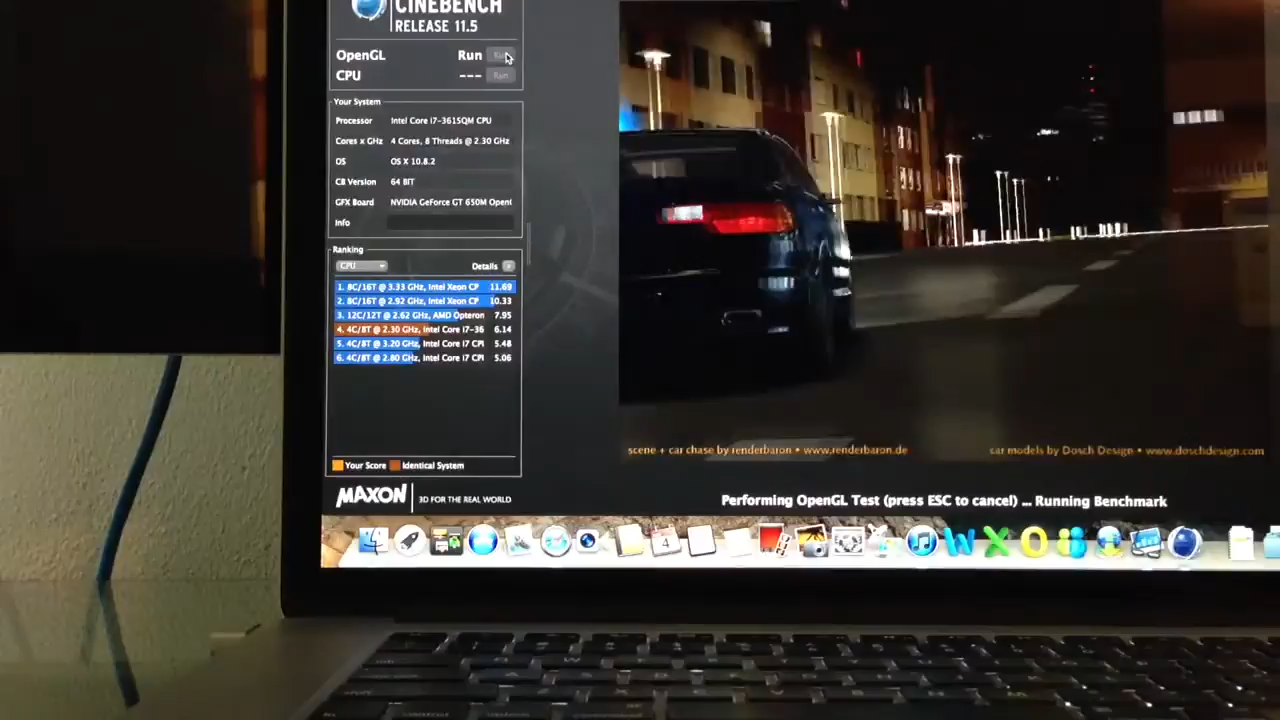 CINEBENCH
RELEASE 11.5
OpenGL Run Run
CPU --- Run
Your System
Processor Intel Core i7-3615QM CPU
Cores x GHz 4 Cores, 8 Threads @ 2.30 GHz
OS OS X 10.8.2
CB Version 64 BIT
GFX Board NVIDIA GeForce GT 650M OpenG
Info
Ranking
CPU Details
1. 8C/16T @ 3.33 GHz, Intel Xeon CP 11.69
2. 8C/16T @ 2.92 GHz, Intel Xeon CP 10.33
3. 12C/12T @ 2.62 GHz, AMD Opteron 7.95
4. 4C/8T @ 2.30 GHz, Intel Core i7-36 6.14
5. 4C/8T @ 3.20 GHz, Intel Core i7 CPI 5.48
6. 4C/8T @ 2.80 GHz, Intel Core i7 CPI 5.06
Your Score Identical System
MAXON 3D FOR THE REAL WORLD
scene + car chase by renderbaron • www.renderbaron.de
car models by Dosch Design • www.doschdesign.com
Performing OpenGL Test (press ESC to cancel) ... Running Benchmark
4
W X O